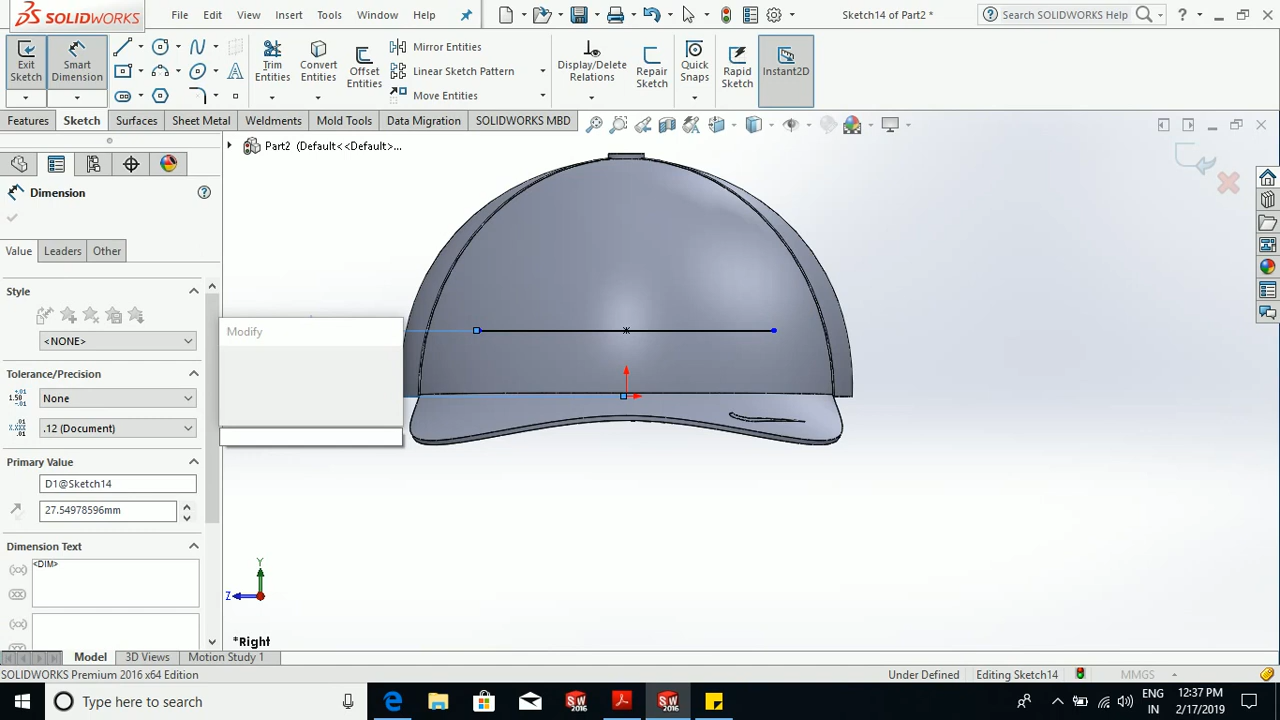 SOLIDWORKS
File
Edit
View
Insert
Tools
Window
Help
Sketch14 of Part2 *
Search SOLIDWORKS Help
?
Exit Sketch
Smart Dimension
Trim Entities
Convert Entities
Offset Entities
Mirror Entities
Linear Sketch Pattern
Move Entities
Display/Delete Relations
Repair Sketch
Quick Snaps
Rapid Sketch
Instant2D
Features
Sketch
Surfaces
Sheet Metal
Weldments
Mold Tools
Data Migration
SOLIDWORKS MBD
Part2 (Default<<Default>...
Dimension
Value
Leaders
Other
Style
<NONE>
Tolerance/Precision
None
.12 (Document)
Primary Value
D1@Sketch14
27.54978596mm
Dimension Text
<DIM>
Modify
Y
Z
*Right
Model
3D Views
Motion Study 1
SOLIDWORKS Premium 2016 x64 Edition
Under Defined
Editing Sketch14
MMGS
Type here to search
ENG
IN
12:37 PM
2/17/2019